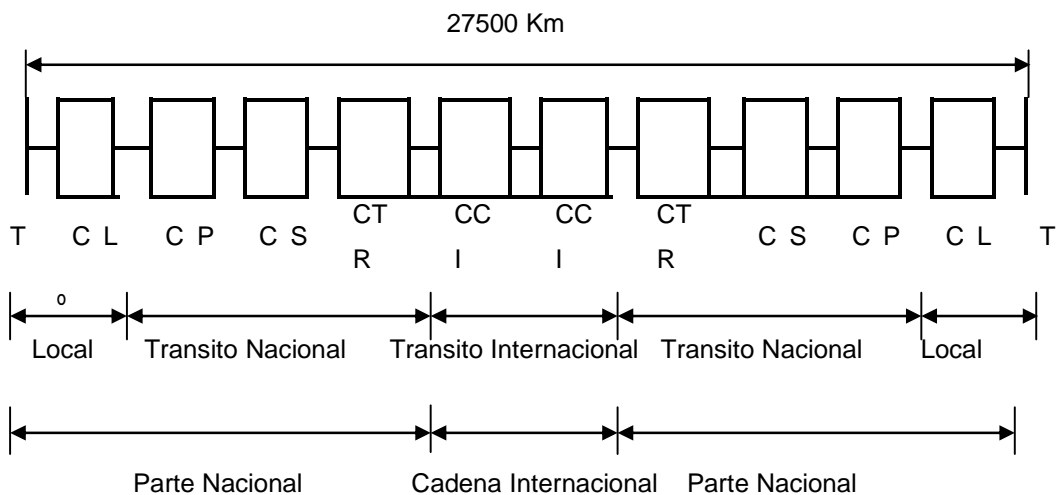 27500 Km
CT CC CC CT
T C L C P C S C S C P C L T
R I I R
o
Local Transito Nacional Transito Internacional Transito Nacional Local
Parte Nacional Cadena Internacional Parte Nacional